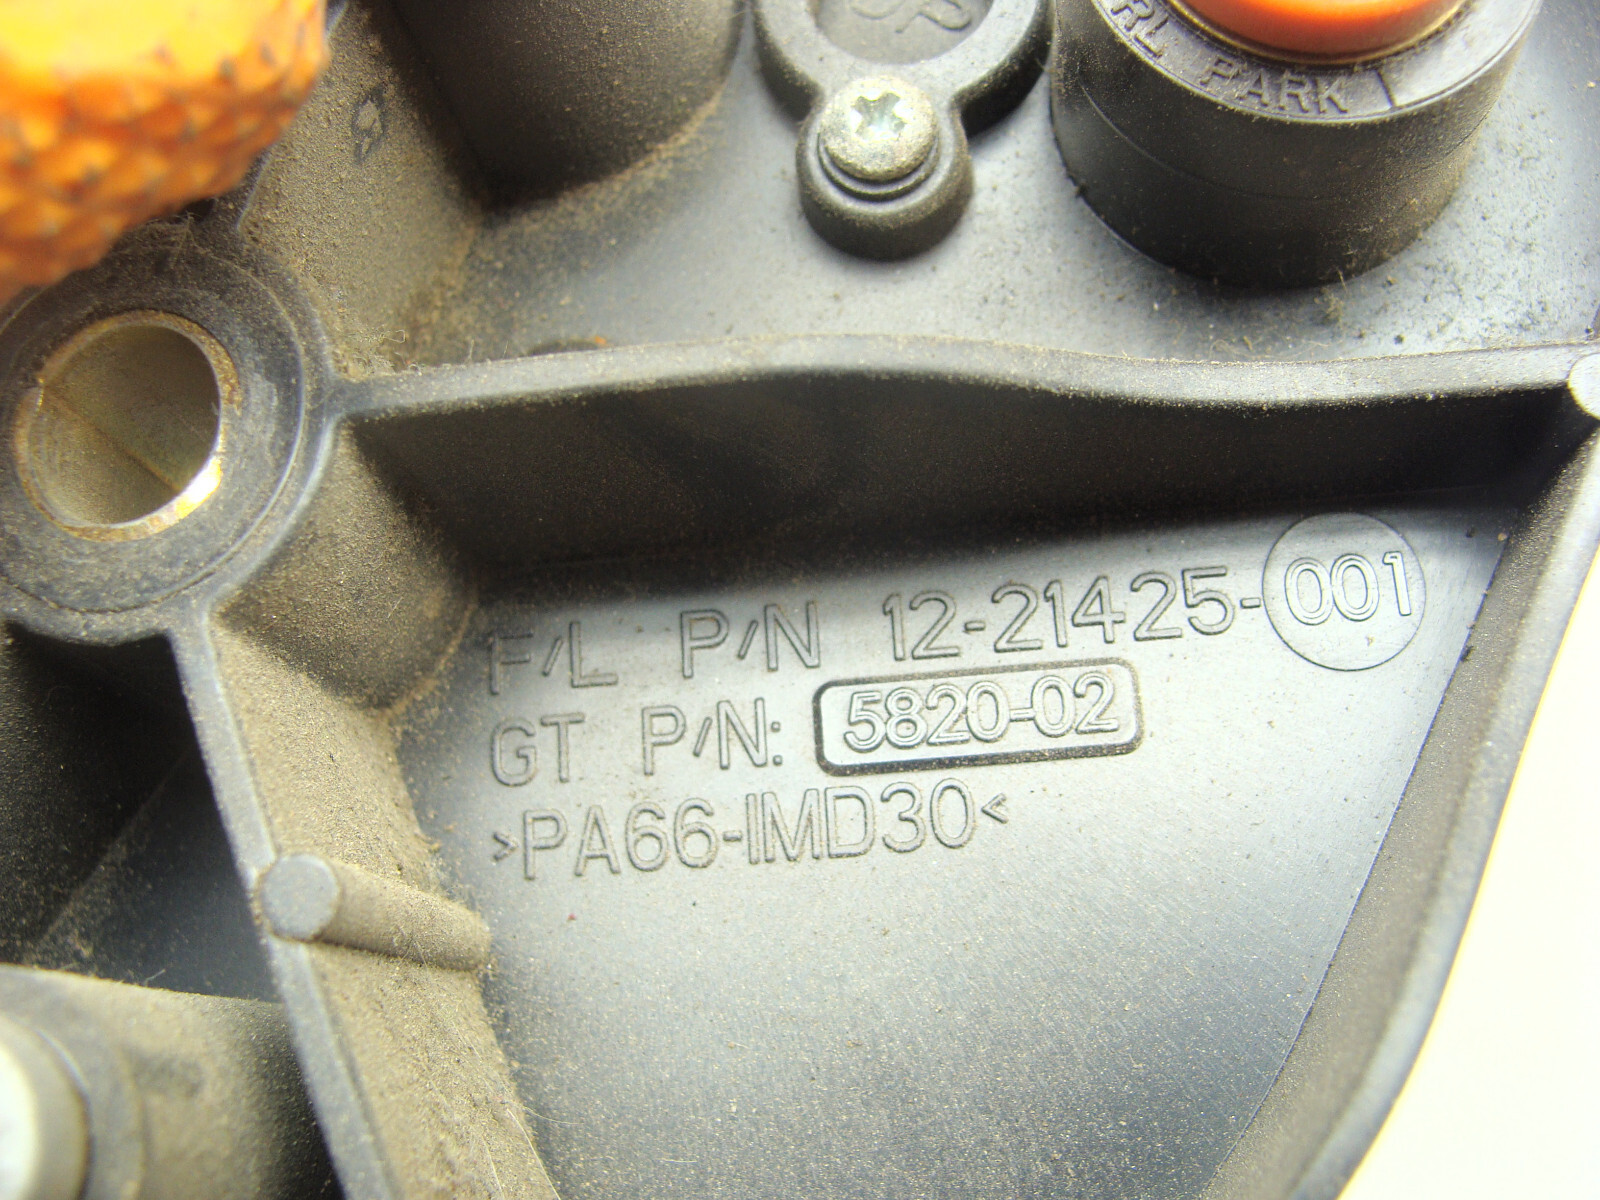 PARK
F/L P/N 12-21425-001
GT P/N: 5820-02
>PA66-IMD30<